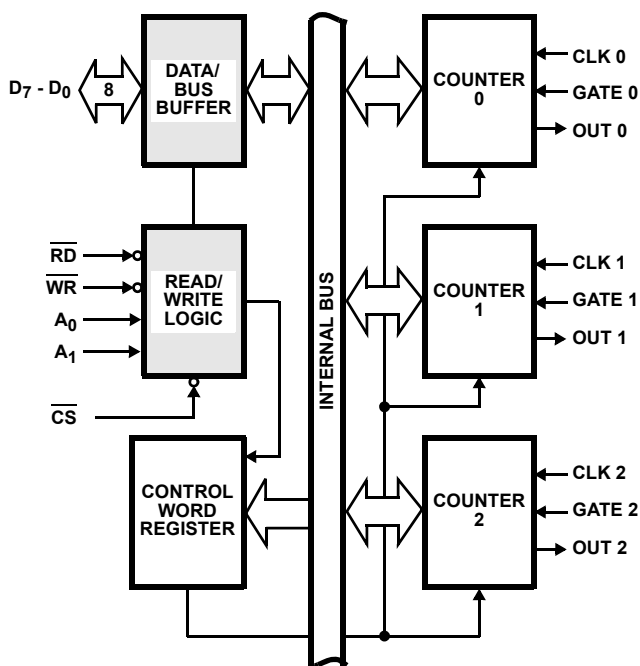 D7 - D0
8
DATA/
BUS
BUFFER
COUNTER
0
CLK 0
GATE 0
OUT 0
RD
WR
A0
A1
CS
READ/
WRITE
LOGIC
INTERNAL BUS
COUNTER
1
CLK 1
GATE 1
OUT 1
CONTROL
WORD
REGISTER
COUNTER
2
CLK 2
GATE 2
OUT 2